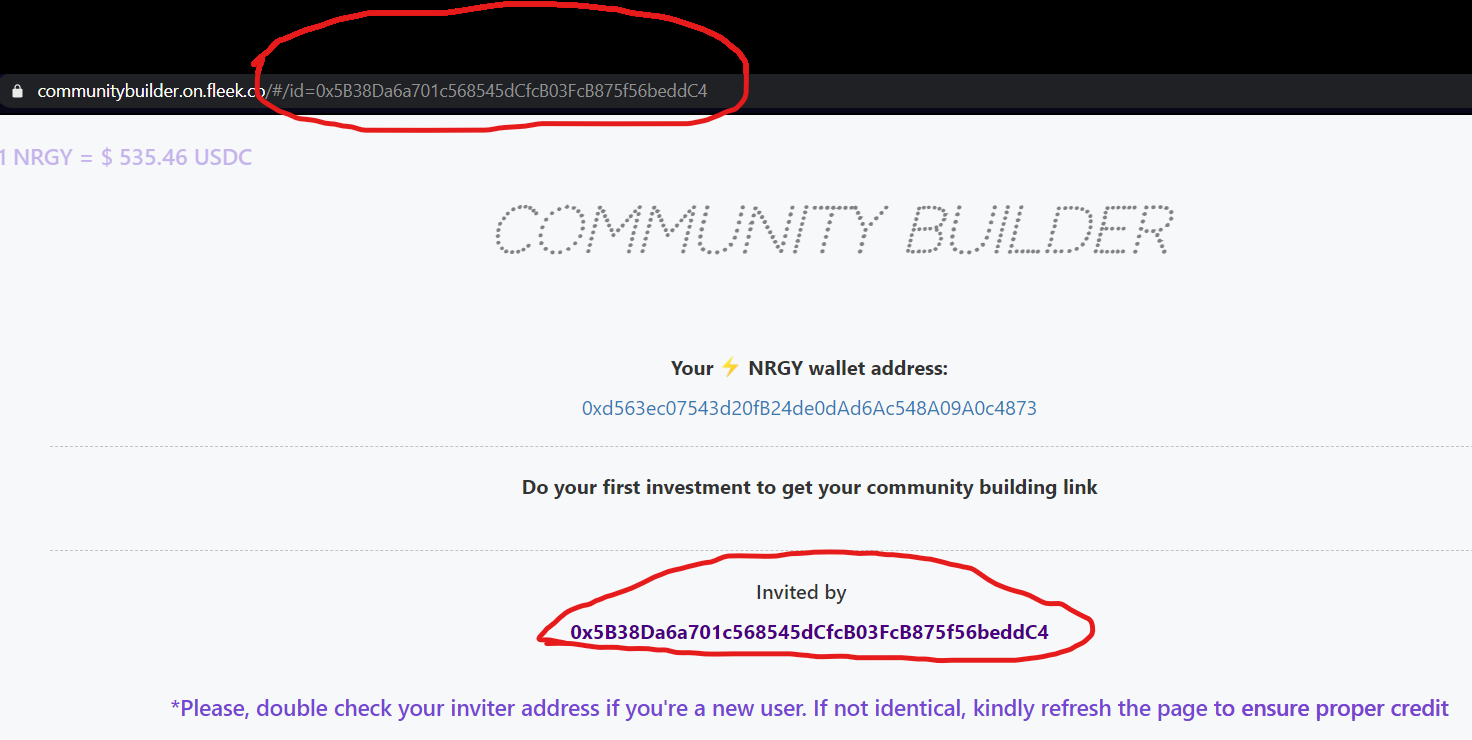 communitybuilder.on.fleek.co/#/id=0x5B38Da6a701c568545dCfcB03FcB875f56beddC4
1 NRGY = $ 535.46 USDC
COMMUNITY BUILDER
Your ⚡ NRGY wallet address:
0xd563ec07543d20fB24de0dAd6Ac548A09A0c4873
Do your first investment to get your community building link
Invited by
0x5B38Da6a701c568545dCfcB03FcB875f56beddC4
*Please, double check your inviter address if you're a new user. If not identical, kindly refresh the page to ensure proper credit